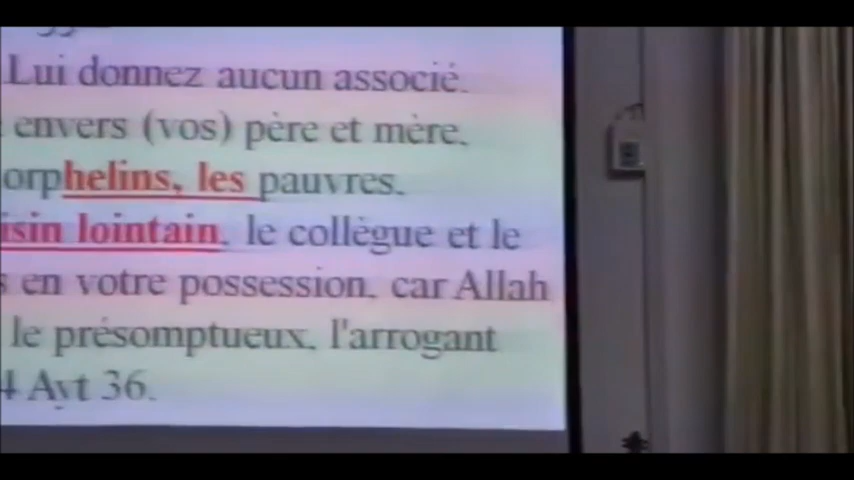 Lui donnez aucun associé.
envers (vos) père et mère,
orphelins, les pauvres,
isin lointain, le collègue et le
en votre possession, car Allah
le présomptueux, l'arrogant
4 Ayt 36.